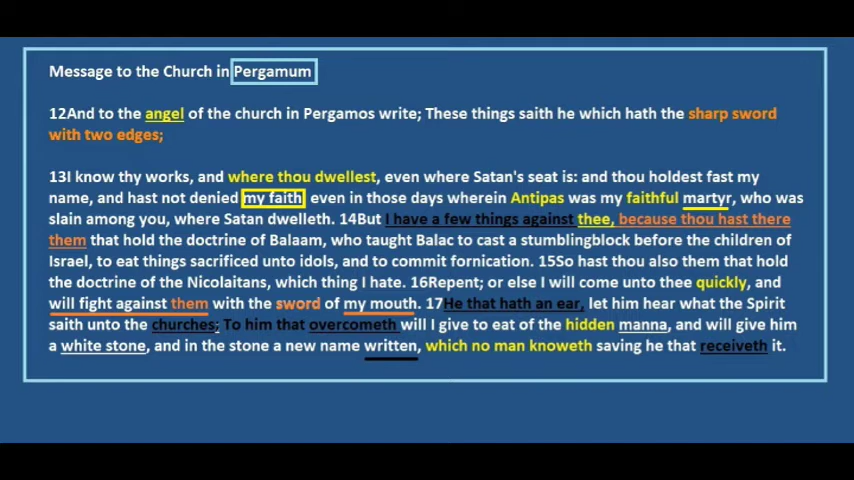 Message to the Church in Pergamum
12And to the angel of the church in Pergamos write; These things saith he which hath the sharp sword
with two edges;
13I know thy works, and where thou dwellest, even where Satan's seat is: and thou holdest fast my
name, and hast not denied my faith even in those days wherein Antipas was my faithful martyr, who was
slain among you, where Satan dwelleth. 14But I have a few things against thee, because thou hast there
them that hold the doctrine of Balaam, who taught Balac to cast a stumblingblock before the children of
Israel, to eat things sacrificed unto idols, and to commit fornication. 15So hast thou also them that hold
the doctrine of the Nicolaitans, which thing I hate. 16Repent; or else I will come unto thee quickly, and
will fight against them with the sword of my mouth. 17He that hath an ear, let him hear what the Spirit
saith unto the churches; To him that overcometh will I give to eat of the hidden manna, and will give him
a white stone, and in the stone a new name written, which no man knoweth saving he that receiveth it.